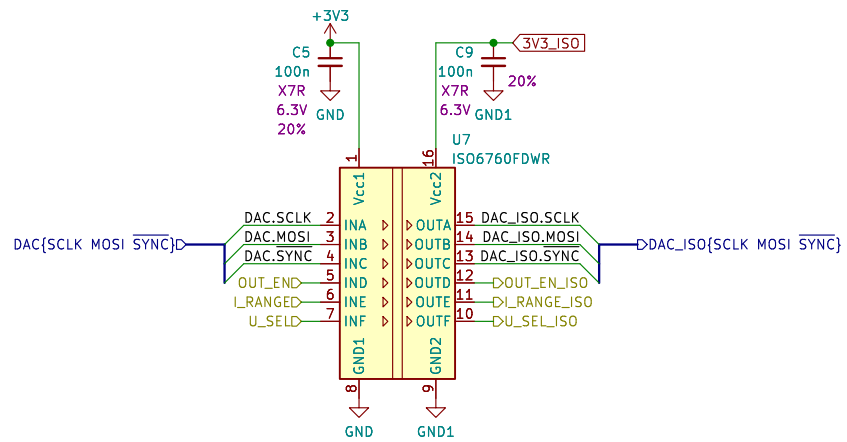 +3V3
C5
100n
X7R
6.3V
20%
GND
C9
100n
X7R
6.3V
20%
GND1
3V3_ISO
U7
ISO6760FDWR
1
Vcc1
16
Vcc2
DAC{SCLK MOSI SYNC}
DAC.SCLK 2 INA OUTA 15 DAC_ISO.SCLK
DAC.MOSI 3 INB OUTB 14 DAC_ISO.MOSI
DAC.SYNC 4 INC OUTC 13 DAC_ISO.SYNC
DAC_ISO{SCLK MOSI SYNC}
OUT_EN 5 IND OUTD 12 OUT_EN_ISO
I_RANGE 6 INE OUTE 11 I_RANGE_ISO
U_SEL 7 INF OUTF 10 U_SEL_ISO
GND1
8
GND2
9
GND
GND1